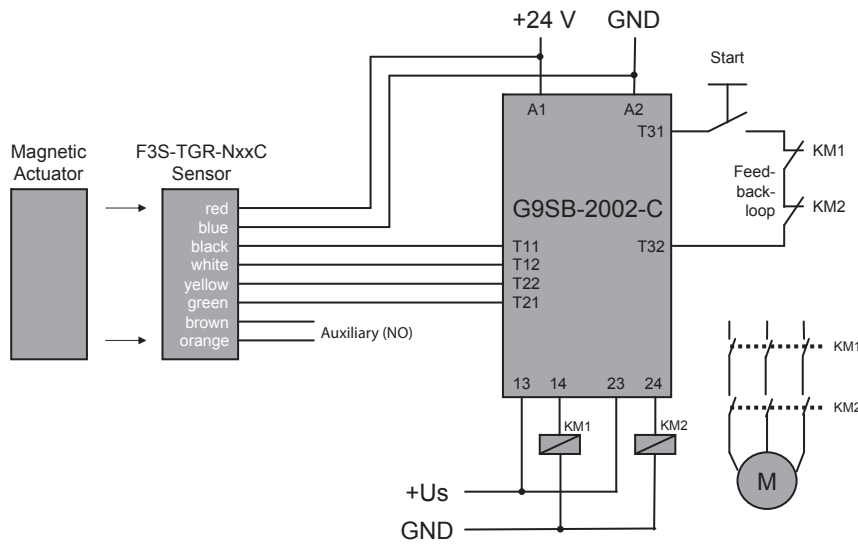 +24 V
GND
Start
A1
A2
T31
Magnetic
Actuator
F3S-TGR-NxxC
Sensor
KM1
Feed-
back-
loop
KM2
red
blue
black
white
yellow
green
brown
orange
G9SB-2002-C
T11
T12
T22
T21
T32
Auxiliary (NO)
13
14
23
24
KM1
KM2
KM1
KM2
M
+Us
GND